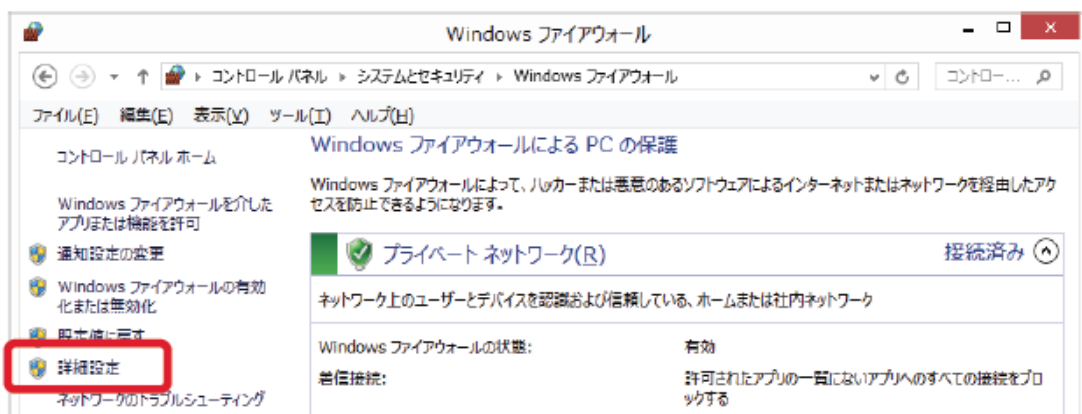 Windows ファイアウォール
コントロール パネル ▸ システムとセキュリティ ▸ Windows ファイアウォール
コントロー...
ファイル(F) 編集(E) 表示(V) ツール(T) ヘルプ(H)
コントロール パネル ホーム
Windows ファイアウォールを介した
アプリまたは機能を許可
通知設定の変更
Windows ファイアウォールの有効
化または無効化
既定値に戻す
詳細設定
ネットワークのトラブルシューティング
Windows ファイアウォールによる PC の保護
Windows ファイアウォールによって、ハッカーまたは悪意のあるソフトウェアによるインターネットまたはネットワークを経由したアク
セスを防止できるようになります。
プライベート ネットワーク(R) 接続済み
ネットワーク上のユーザーとデバイスを認識および信頼している、ホームまたは社内ネットワーク
Windows ファイアウォールの状態: 有効
着信接続: 許可されたアプリの一覧にないアプリへのすべての接続をブロ
ックする